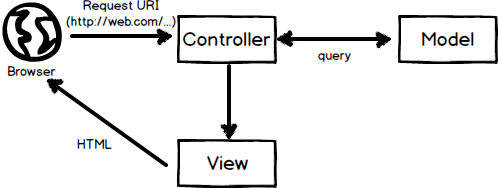 Request URI
(http://web.com/...)
Controller
Model
query
Browser
HTML
View